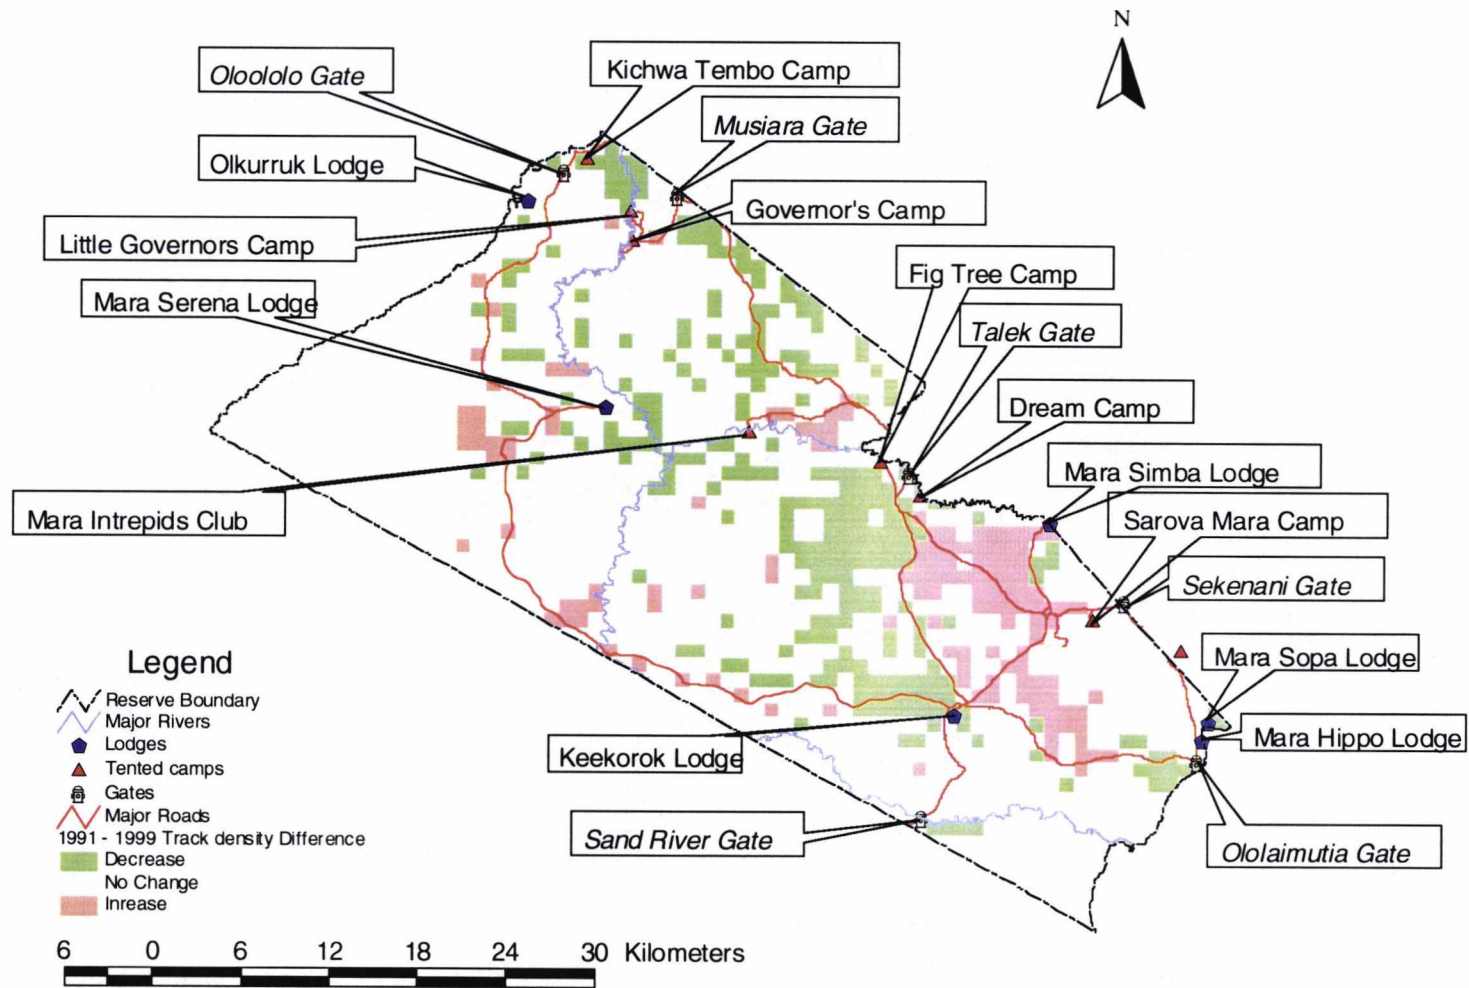 N
Oloololo Gate
Kichwa Tembo Camp
Musiara Gate
Olkurruk Lodge
Governor's Camp
Little Governors Camp
Fig Tree Camp
Mara Serena Lodge
Talek Gate
Dream Camp
Mara Simba Lodge
Mara Intrepids Club
Sarova Mara Camp
Sekenani Gate
Mara Sopa Lodge
Mara Hippo Lodge
Keekorok Lodge
Sand River Gate
Ololaimutia Gate
Legend
Reserve Boundary
Major Rivers
Lodges
Tented camps
Gates
Major Roads
1991 - 1999 Track density Difference
Decrease
No Change
Inrease
6 0 6 12 18 24 30 Kilometers